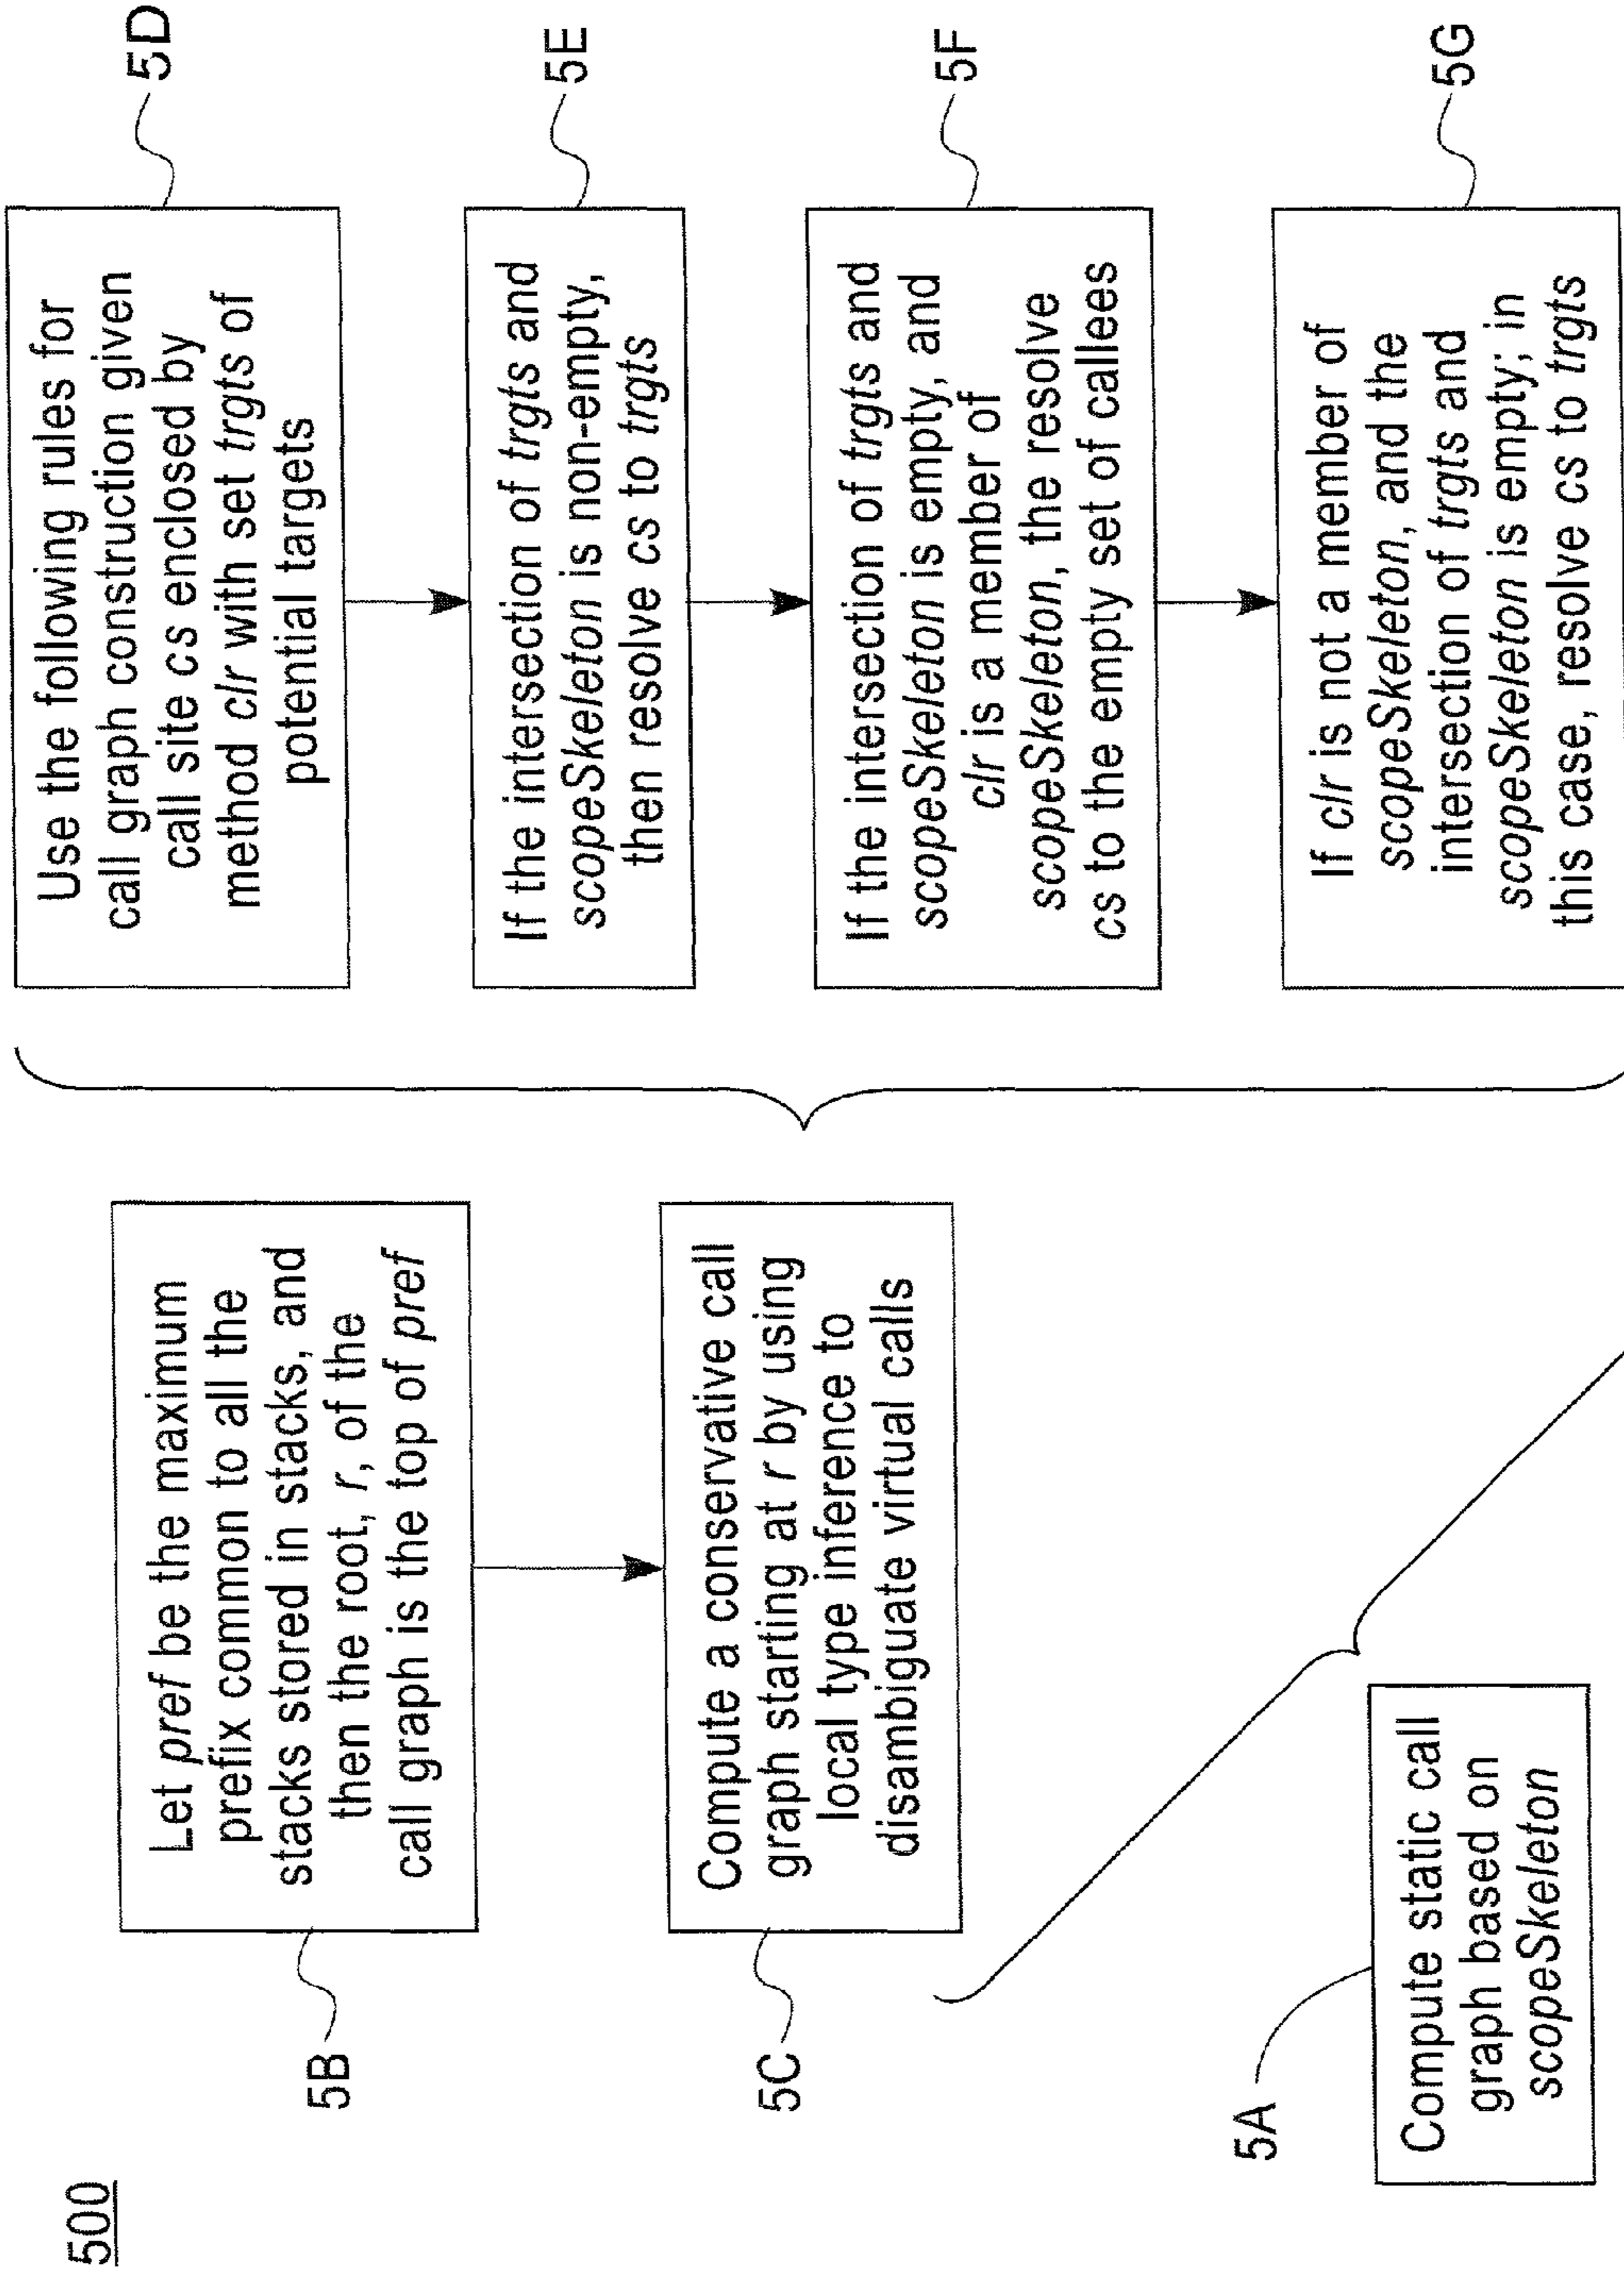 500
5A
Compute static call
graph based on
scopeSkeleton
5B
Let pref be the maximum
prefix common to all the
stacks stored in stacks, and
then the root, r, of the
call graph is the top of pref
5C
Compute a conservative call
graph starting at r by using
local type inference to
disambiguate virtual calls
Use the following rules for
call graph construction given
call site cs enclosed by
method clr with set trgts of
potential targets
5D
If the intersection of trgts and
scopeSkeleton is non-empty,
then resolve cs to trgts
5E
If the intersection of trgts and
scopeSkeleton is empty, and
clr is a member of
scopeSkeleton, the resolve
cs to the empty set of callees
5F
If clr is not a member of
scopeSkeleton, and the
intersection of trgts and
scopeSkeleton is empty; in
this case, resolve cs to trgts
5G